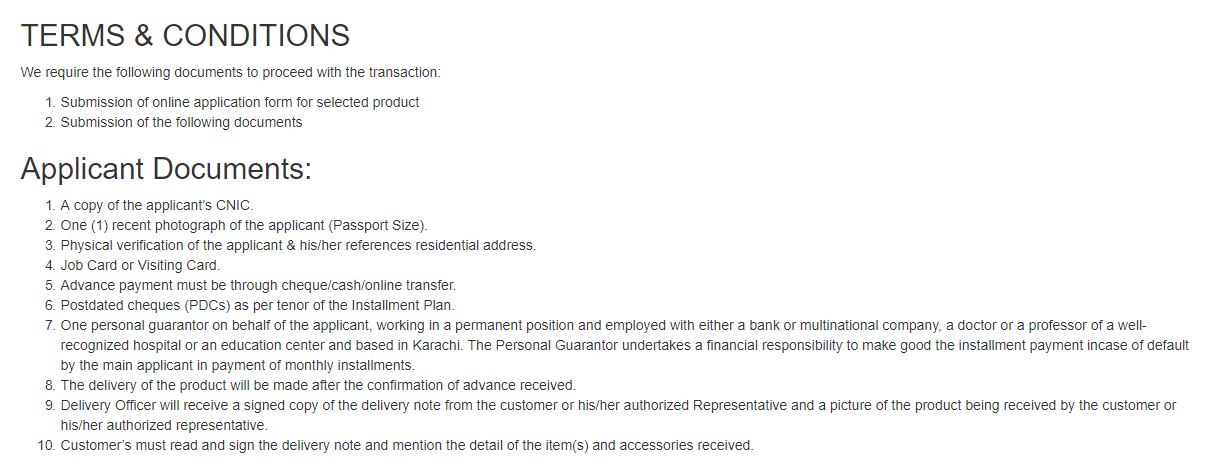 TERMS & CONDITIONS
We require the following documents to proceed with the transaction:
1. Submission of online application form for selected product
2. Submission of the following documents
Applicant Documents:
1. A copy of the applicant’s CNIC.
2. One (1) recent photograph of the applicant (Passport Size).
3. Physical verification of the applicant & his/her references residential address.
4. Job Card or Visiting Card.
5. Advance payment must be through cheque/cash/online transfer.
6. Postdated cheques (PDCs) as per tenor of the Installment Plan.
7. One personal guarantor on behalf of the applicant, working in a permanent position and employed with either a bank or multinational company, a doctor or a professor of a well-
recognized hospital or an education center and based in Karachi. The Personal Guarantor undertakes a financial responsibility to make good the installment payment incase of default
by the main applicant in payment of monthly installments.
8. The delivery of the product will be made after the confirmation of advance received.
9. Delivery Officer will receive a signed copy of the delivery note from the customer or his/her authorized Representative and a picture of the product being received by the customer or
his/her authorized representative.
10. Customer’s must read and sign the delivery note and mention the detail of the item(s) and accessories received.